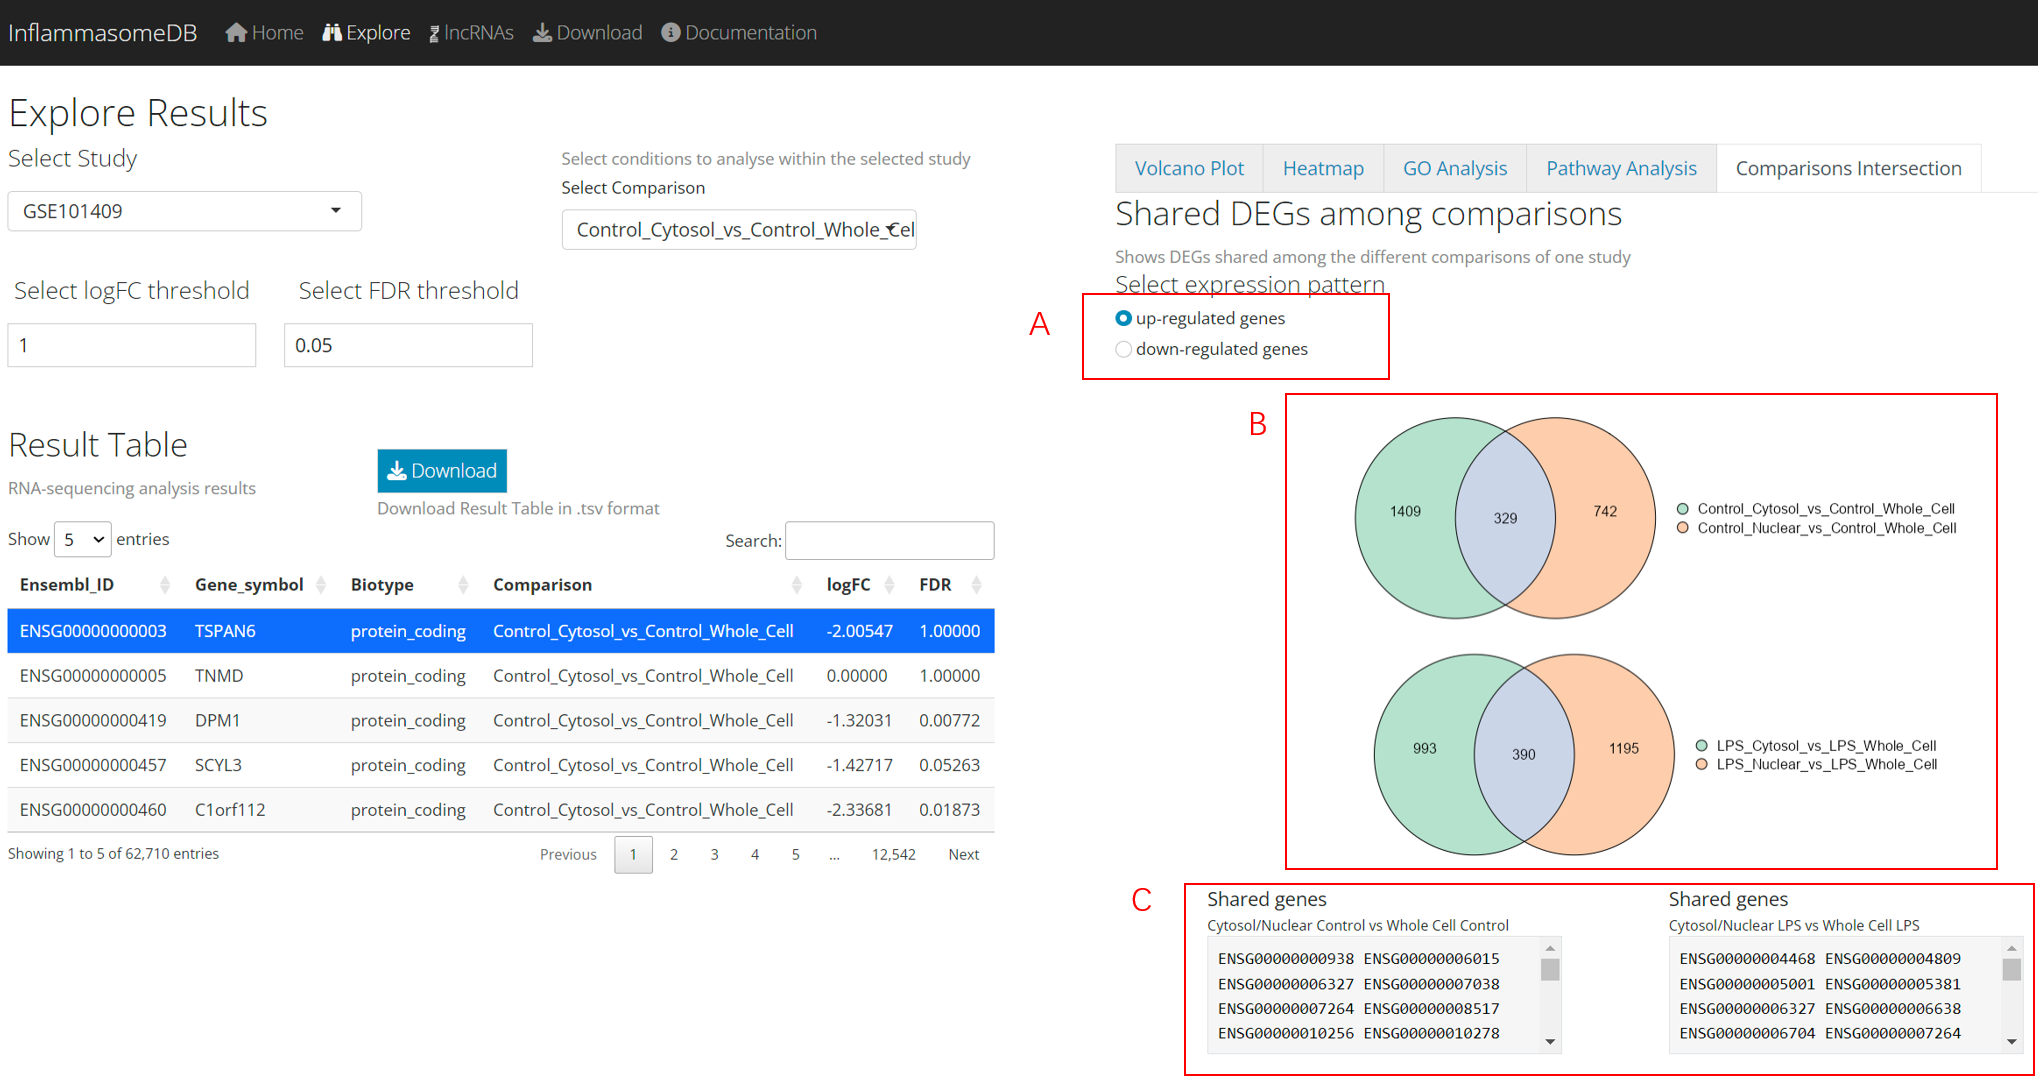 InflammasomeDB Home Explore lncRNAs Download Documentation
Explore Results
Select Study
GSE101409
Select conditions to analyse within the selected study
Select Comparison
Control_Cytosol_vs_Control_Whole_Cel
Select logFC threshold
1
Select FDR threshold
0.05
Result Table
RNA-sequencing analysis results
Download
Download Result Table in .tsv format
Show 5 entries
Search:
Ensembl_ID Gene_symbol Biotype Comparison logFC FDR
ENSG00000000003 TSPAN6 protein_coding Control_Cytosol_vs_Control_Whole_Cell -2.00547 1.00000
ENSG00000000005 TNMD protein_coding Control_Cytosol_vs_Control_Whole_Cell 0.00000 1.00000
ENSG00000000419 DPM1 protein_coding Control_Cytosol_vs_Control_Whole_Cell -1.32031 0.00772
ENSG00000000457 SCYL3 protein_coding Control_Cytosol_vs_Control_Whole_Cell -1.42717 0.05263
ENSG00000000460 C1orf112 protein_coding Control_Cytosol_vs_Control_Whole_Cell -2.33681 0.01873
Showing 1 to 5 of 62,710 entries
Previous 1 2 3 4 5 ... 12,542 Next
Volcano Plot Heatmap GO Analysis Pathway Analysis Comparisons Intersection
Shared DEGs among comparisons
Shows DEGs shared among the different comparisons of one study
Select expression pattern
A
up-regulated genes
down-regulated genes
B
1409 329 742
Control_Cytosol_vs_Control_Whole_Cell
Control_Nuclear_vs_Control_Whole_Cell
993 390 1195
LPS_Cytosol_vs_LPS_Whole_Cell
LPS_Nuclear_vs_LPS_Whole_Cell
C
Shared genes
Cytosol/Nuclear Control vs Whole Cell Control
ENSG00000000938 ENSG00000006015
ENSG00000006327 ENSG00000007038
ENSG00000007264 ENSG00000008517
ENSG00000010256 ENSG00000010278
Shared genes
Cytosol/Nuclear LPS vs Whole Cell LPS
ENSG00000004468 ENSG00000004809
ENSG00000005001 ENSG00000005381
ENSG00000006327 ENSG00000006638
ENSG00000006704 ENSG00000007264